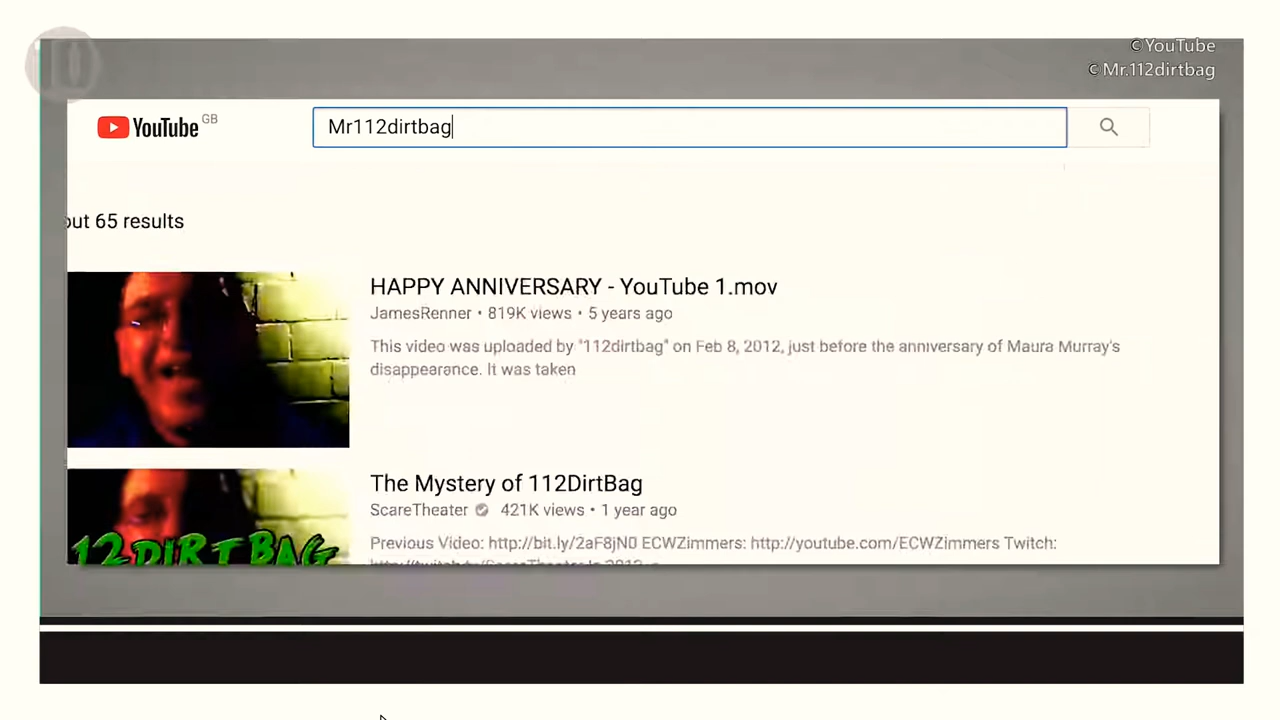 © YouTube
© Mr.112dirtbag
YouTube GB
Mr112dirtbag
out 65 results
HAPPY ANNIVERSARY - YouTube 1.mov
JamesRenner • 819K views • 5 years ago
This video was uploaded by "112dirtbag" on Feb 8, 2012, just before the anniversary of Maura Murray's
disappearance. It was taken
The Mystery of 112DirtBag
ScareTheater 421K views • 1 year ago
12 DIRT BAG
Previous Video: http://bit.ly/2aF8jN0 ECWZimmers: http://youtube.com/ECWZimmers Twitch: